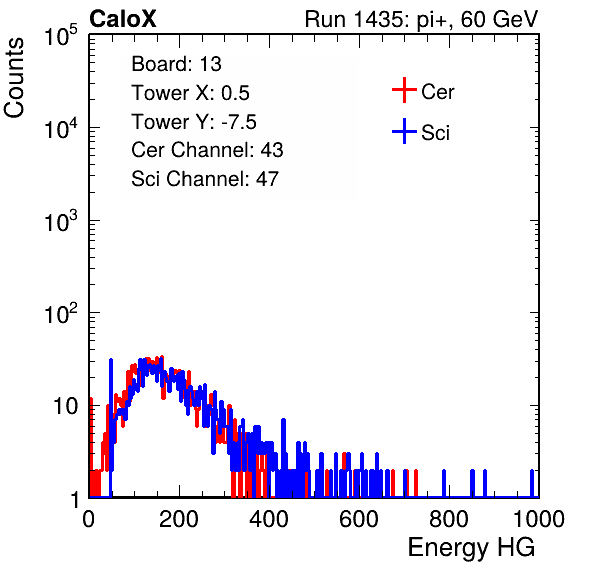 CaloX Run 1435: pi+, 60 GeV
Counts
Board: 13
Tower X: 0.5
Tower Y: -7.5
Cer Channel: 43
Sci Channel: 47
Cer
Sci
10^5
10^4
10^3
10^2
10
1
0 200 400 600 800 1000
Energy HG